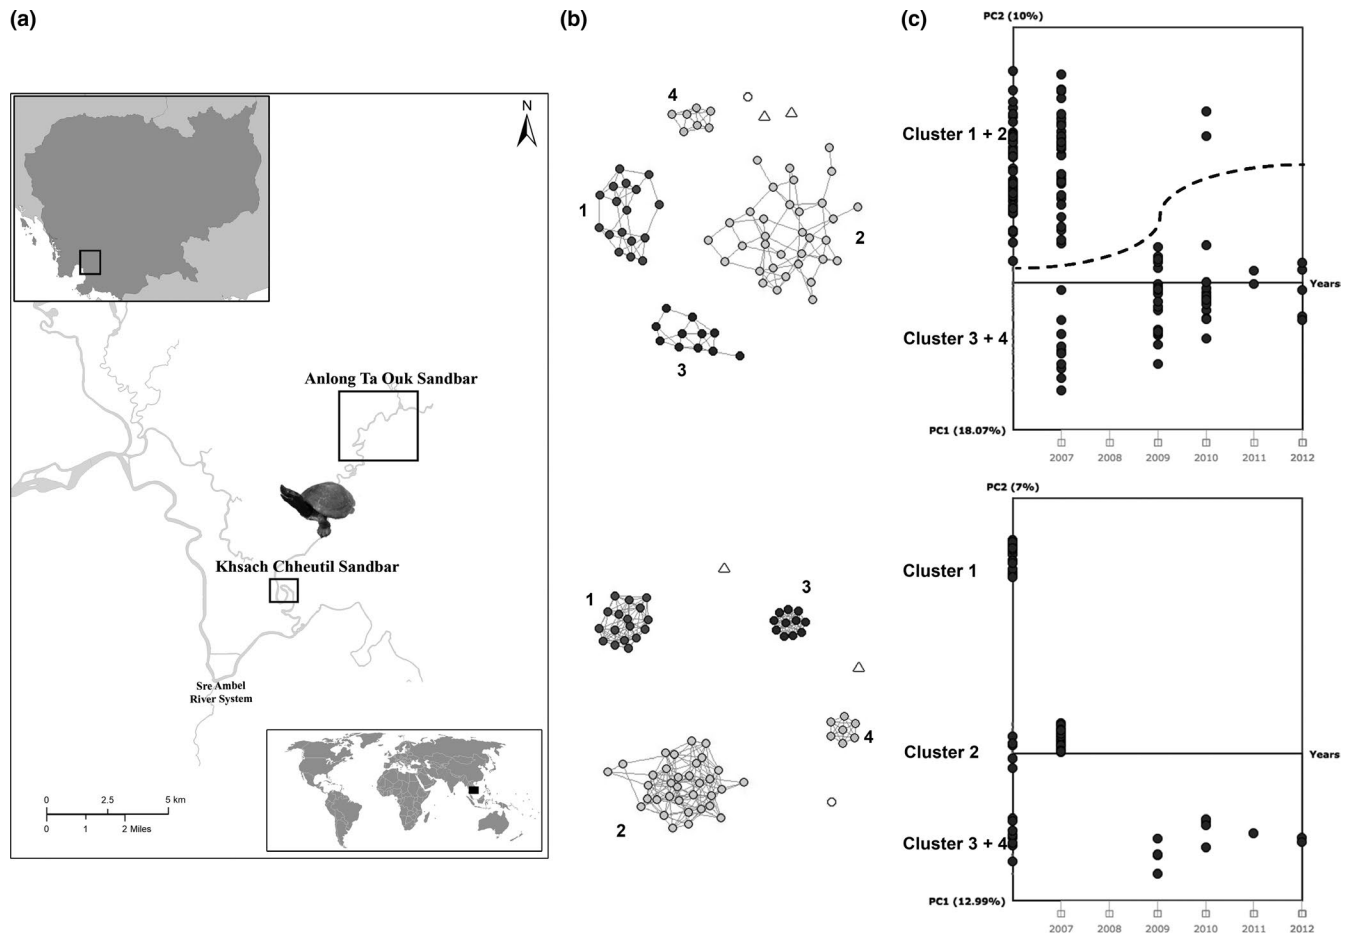 (a)
N
Anlong Ta Ouk Sandbar
Khsach Chheutil Sandbar
Sre Ambel
River System
0 2.5 5 km
0 1 2 Miles
(b)
4
1
2
3
1
3
4
2
(c)
PC2 (10%)
Cluster 1 + 2
Years
Cluster 3 + 4
PC1 (18.07%)
2007 2008 2009 2010 2011 2012
PC2 (7%)
Cluster 1
Cluster 2
Years
Cluster 3 + 4
PC1 (12.99%)
2007 2008 2009 2010 2011 2012